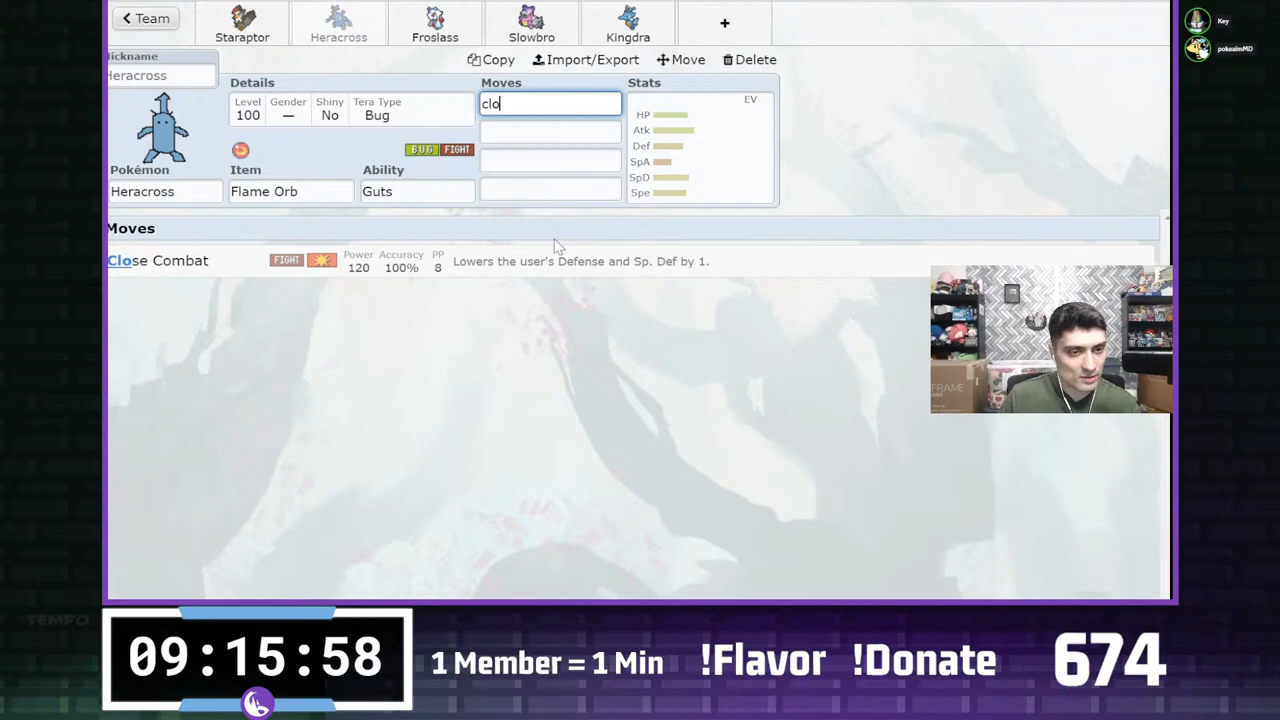 Team
Staraptor
Heracross
Froslass
Slowbro
Kingdra
+
Key
pokeaimMD
Copy
Import/Export
Move
Delete
Nickname
Heracross
Details
Level
100
Gender
—
Shiny
No
Tera Type
Bug
BUG FIGHT
Pokémon
Heracross
Item
Flame Orb
Ability
Guts
Moves
clo
Stats
EV
HP
Atk
Def
SpA
SpD
Spe
Moves
Close Combat FIGHT Power 120 Accuracy 100% PP 8 Lowers the user's Defense and Sp. Def by 1.
TEMPO
09:15:58
1 Member = 1 Min
!Flavor
!Donate
674